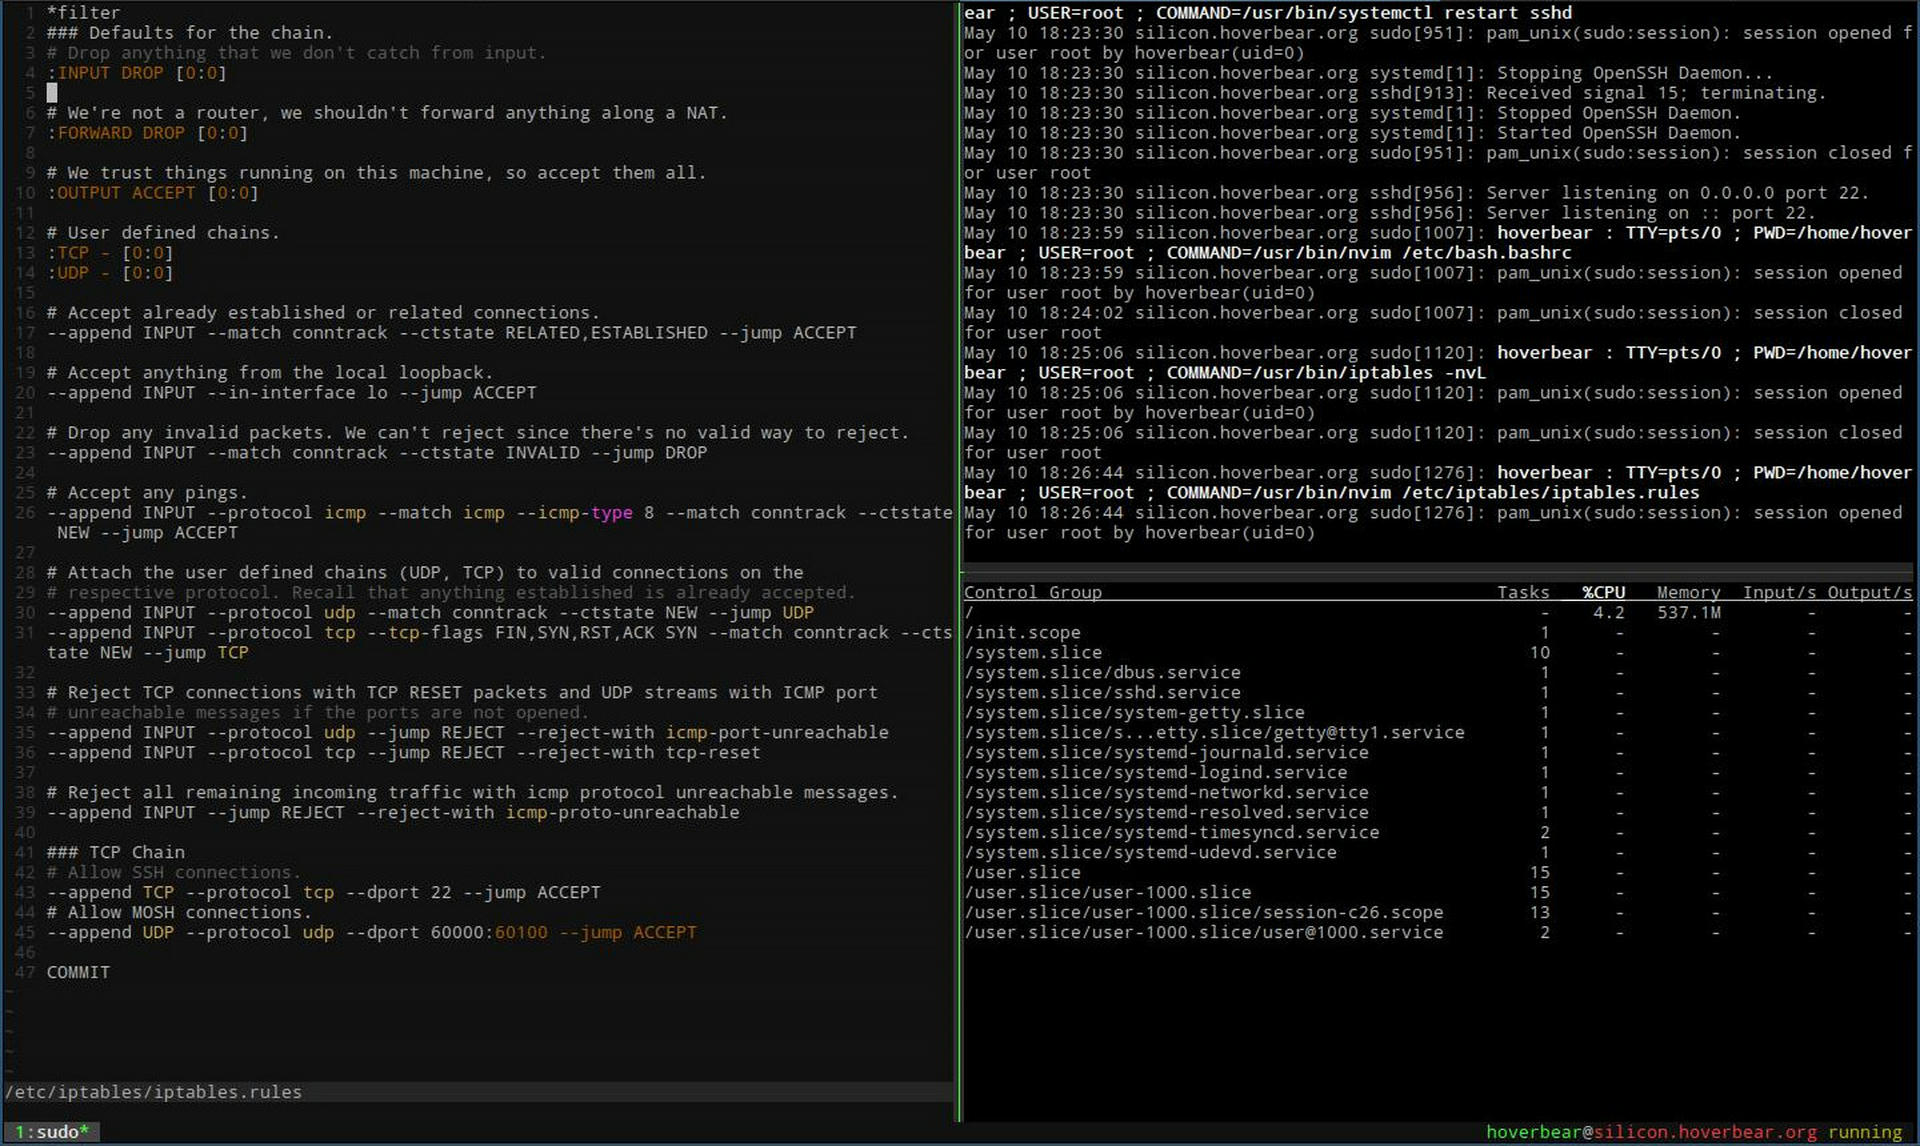 1 *filter
2 ### Defaults for the chain.
3 # Drop anything that we don't catch from input.
4 :INPUT DROP [0:0]
5
6 # We're not a router, we shouldn't forward anything along a NAT.
7 :FORWARD DROP [0:0]
8
9 # We trust things running on this machine, so accept them all.
10 :OUTPUT ACCEPT [0:0]
11
12 # User defined chains.
13 :TCP - [0:0]
14 :UDP - [0:0]
15
16 # Accept already established or related connections.
17 --append INPUT --match conntrack --ctstate RELATED,ESTABLISHED --jump ACCEPT
18
19 # Accept anything from the local loopback.
20 --append INPUT --in-interface lo --jump ACCEPT
21
22 # Drop any invalid packets. We can't reject since there's no valid way to reject.
23 --append INPUT --match conntrack --ctstate INVALID --jump DROP
24
25 # Accept any pings.
26 --append INPUT --protocol icmp --match icmp --icmp-type 8 --match conntrack --ctstate
NEW --jump ACCEPT
27
28 # Attach the user defined chains (UDP, TCP) to valid connections on the
29 # respective protocol. Recall that anything established is already accepted.
30 --append INPUT --protocol udp --match conntrack --ctstate NEW --jump UDP
31 --append INPUT --protocol tcp --tcp-flags FIN,SYN,RST,ACK SYN --match conntrack --cts
tate NEW --jump TCP
32
33 # Reject TCP connections with TCP RESET packets and UDP streams with ICMP port
34 # unreachable messages if the ports are not opened.
35 --append INPUT --protocol udp --jump REJECT --reject-with icmp-port-unreachable
36 --append INPUT --protocol tcp --jump REJECT --reject-with tcp-reset
37
38 # Reject all remaining incoming traffic with icmp protocol unreachable messages.
39 --append INPUT --jump REJECT --reject-with icmp-proto-unreachable
40
41 ### TCP Chain
42 # Allow SSH connections.
43 --append TCP --protocol tcp --dport 22 --jump ACCEPT
44 # Allow MOSH connections.
45 --append UDP --protocol udp --dport 60000:60100 --jump ACCEPT
46
47 COMMIT
~
~
~
~
~
/etc/iptables/iptables.rules
ear ; USER=root ; COMMAND=/usr/bin/systemctl restart sshd
May 10 18:23:30 silicon.hoverbear.org sudo[951]: pam_unix(sudo:session): session opened f
or user root by hoverbear(uid=0)
May 10 18:23:30 silicon.hoverbear.org systemd[1]: Stopping OpenSSH Daemon...
May 10 18:23:30 silicon.hoverbear.org sshd[913]: Received signal 15; terminating.
May 10 18:23:30 silicon.hoverbear.org systemd[1]: Stopped OpenSSH Daemon.
May 10 18:23:30 silicon.hoverbear.org systemd[1]: Started OpenSSH Daemon.
May 10 18:23:30 silicon.hoverbear.org sudo[951]: pam_unix(sudo:session): session closed f
or user root
May 10 18:23:30 silicon.hoverbear.org sshd[956]: Server listening on 0.0.0.0 port 22.
May 10 18:23:30 silicon.hoverbear.org sshd[956]: Server listening on :: port 22.
May 10 18:23:59 silicon.hoverbear.org sudo[1007]: hoverbear : TTY=pts/0 ; PWD=/home/hover
bear ; USER=root ; COMMAND=/usr/bin/nvim /etc/bash.bashrc
May 10 18:23:59 silicon.hoverbear.org sudo[1007]: pam_unix(sudo:session): session opened
for user root by hoverbear(uid=0)
May 10 18:24:02 silicon.hoverbear.org sudo[1007]: pam_unix(sudo:session): session closed
for user root
May 10 18:25:06 silicon.hoverbear.org sudo[1120]: hoverbear : TTY=pts/0 ; PWD=/home/hover
bear ; USER=root ; COMMAND=/usr/bin/iptables -nvL
May 10 18:25:06 silicon.hoverbear.org sudo[1120]: pam_unix(sudo:session): session opened
for user root by hoverbear(uid=0)
May 10 18:25:06 silicon.hoverbear.org sudo[1120]: pam_unix(sudo:session): session closed
for user root
May 10 18:26:44 silicon.hoverbear.org sudo[1276]: hoverbear : TTY=pts/0 ; PWD=/home/hover
bear ; USER=root ; COMMAND=/usr/bin/nvim /etc/iptables/iptables.rules
May 10 18:26:44 silicon.hoverbear.org sudo[1276]: pam_unix(sudo:session): session opened
for user root by hoverbear(uid=0)
Control Group Tasks %CPU Memory Input/s Output/s
/ - 4.2 537.1M - -
/init.scope 1 - - - -
/system.slice 10 - - - -
/system.slice/dbus.service 1 - - - -
/system.slice/sshd.service 1 - - - -
/system.slice/system-getty.slice 1 - - - -
/system.slice/s...etty.slice/getty@tty1.service 1 - - - -
/system.slice/systemd-journald.service 1 - - - -
/system.slice/systemd-logind.service 1 - - - -
/system.slice/systemd-networkd.service 1 - - - -
/system.slice/systemd-resolved.service 1 - - - -
/system.slice/systemd-timesyncd.service 2 - - - -
/system.slice/systemd-udevd.service 1 - - - -
/user.slice 15 - - - -
/user.slice/user-1000.slice 15 - - - -
/user.slice/user-1000.slice/session-c26.scope 13 - - - -
/user.slice/user-1000.slice/user@1000.service 2 - - - -
1:sudo* hoverbear@silicon.hoverbear.org running